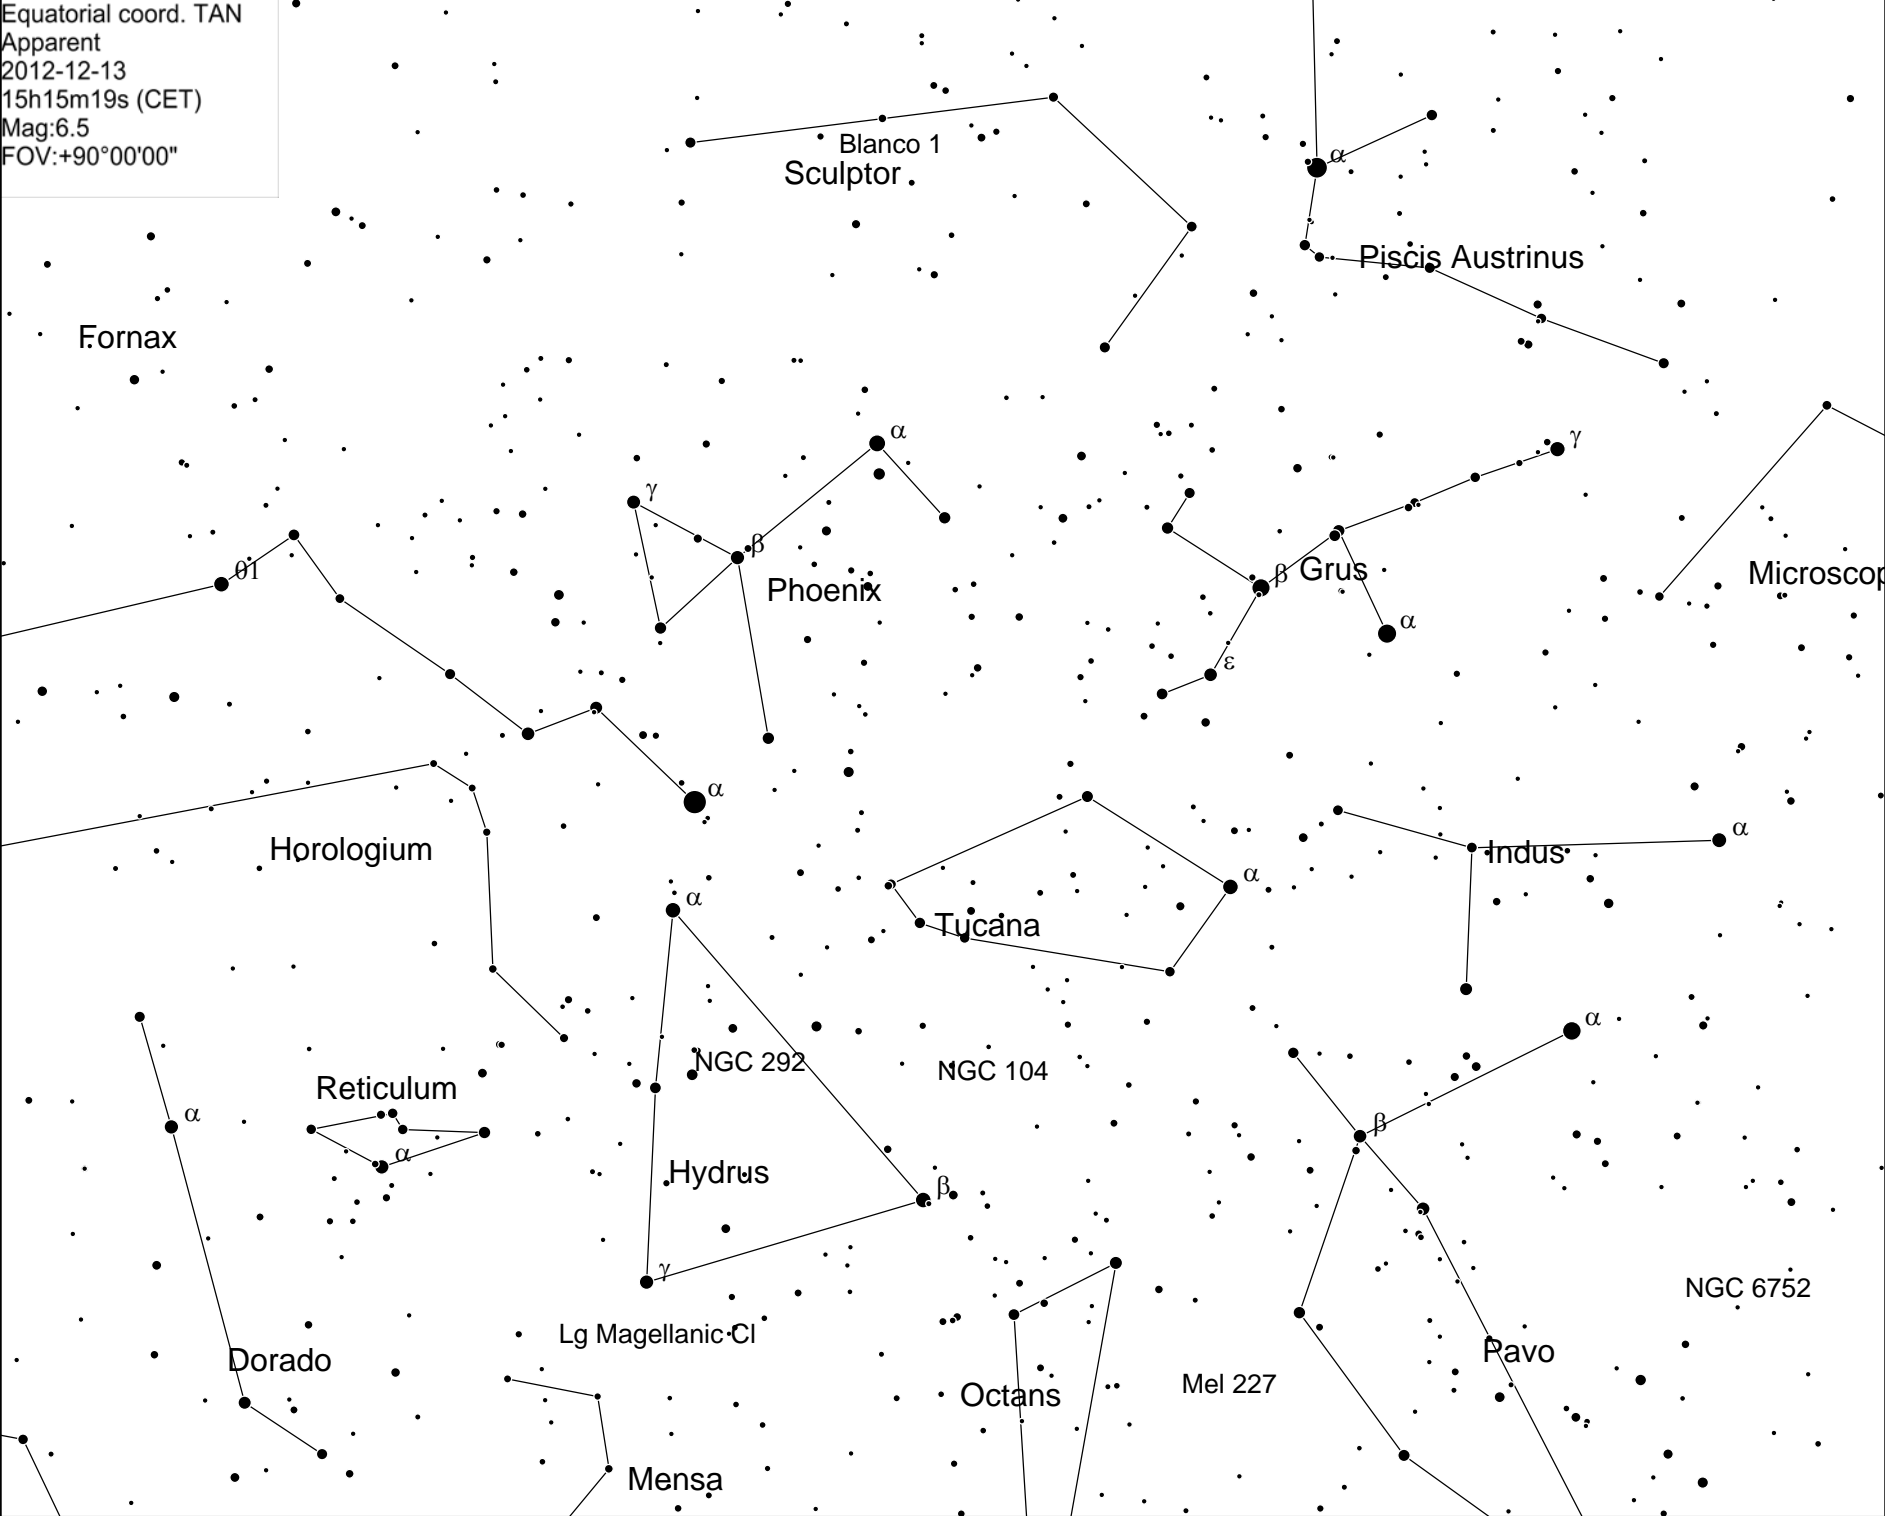 Equatorial coord. TAN
Apparent
2012-12-13
15h15m19s (CET)
Mag:6.5
FOV:+90°00'00"
Blanco 1
Sculptor
α
Piscis Austrinus
Fornax
α
γ
γ
β
θ1
Phoenix
β
Grus
Microscop
α
ε
α
α
Horologium
Indus
α
α
α
Tucana
α
NGC 292
NGC 104
Reticulum
α
β
α
Hydrus
β
γ
NGC 6752
Lg Magellanic Cl
Pavo
Dorado
Octans
Mel 227
Mensa